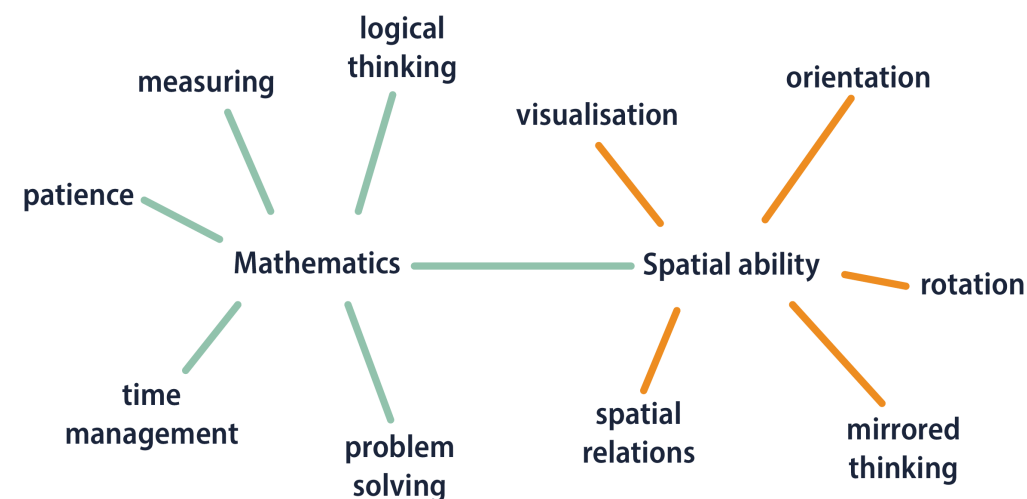 logical
thinking
measuring
orientation
visualisation
patience
Mathematics
Spatial ability
rotation
time
management
spatial
relations
mirrored
thinking
problem
solving